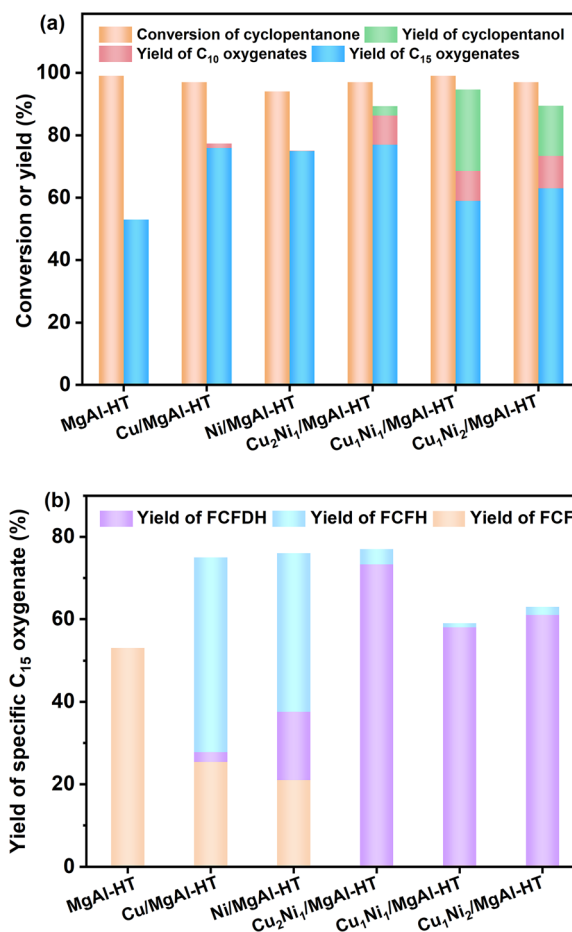 (a)
Conversion of cyclopentanone Yield of cyclopentanol
Yield of C₁₀ oxygenates Yield of C₁₅ oxygenates
Conversion or yield (%)
100
80
60
40
20
0
MgAl-HT
Cu/MgAl-HT
Ni/MgAl-HT
Cu₂Ni₁/MgAl-HT
Cu₁Ni₁/MgAl-HT
Cu₁Ni₂/MgAl-HT
(b)
Yield of FCFDH Yield of FCFH Yield of FCF
Yield of specific C₁₅ oxygenate (%)
80
60
40
20
0
MgAl-HT
Cu/MgAl-HT
Ni/MgAl-HT
Cu₂Ni₁/MgAl-HT
Cu₁Ni₁/MgAl-HT
Cu₁Ni₂/MgAl-HT